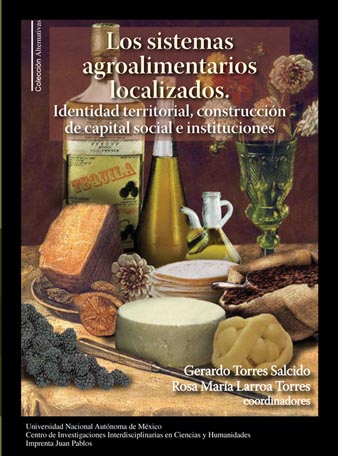 Colección Alternativas
Los sistemas
agroalimentarios
localizados.
Identidad territorial, construcción
de capital social e instituciones
TEQUILA
Gerardo Torres Salcido
Rosa María Larroa Torres
coordinadores
Universidad Nacional Autónoma de México
Centro de Investigaciones Interdisciplinarias en Ciencias y Humanidades
Imprenta Juan Pablos